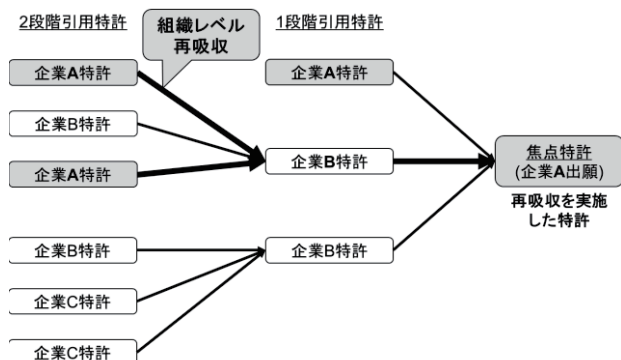 2段階引用特許
組織レベル
再吸収
1段階引用特許
企業A特許
企業A特許
企業B特許
企業B特許
焦点特許
(企業A出願)
企業A特許
再吸収を実施
した特許
企業B特許
企業B特許
企業C特許
企業C特許